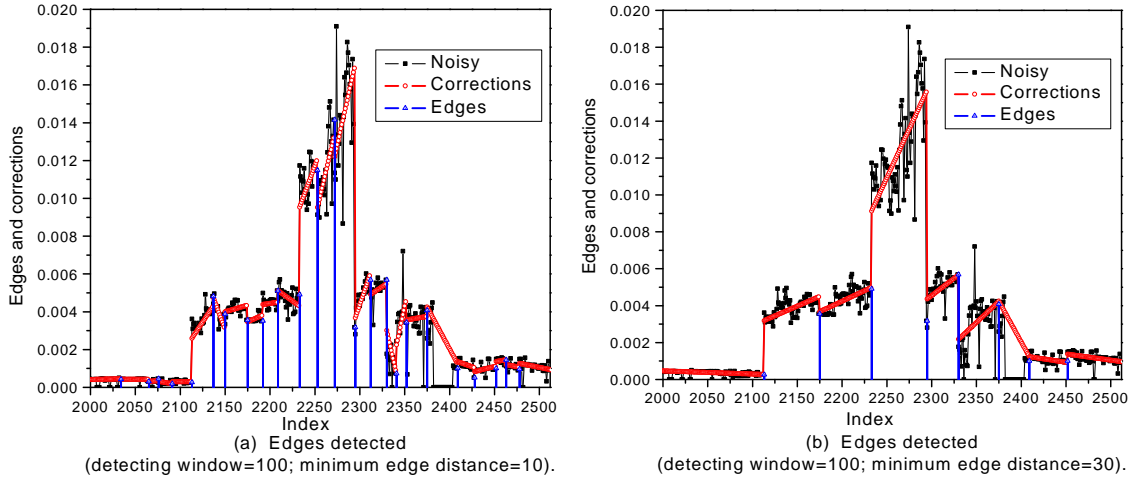 0.020
0.018
0.016
0.014
0.012
0.010
0.008
0.006
0.004
0.002
0.000
Edges and corrections
Noisy
Corrections
Edges
2000 2050 2100 2150 2200 2250 2300 2350 2400 2450 2500
Index
(a) Edges detected
(detecting window=100; minimum edge distance=10).
0.020
0.018
0.016
0.014
0.012
0.010
0.008
0.006
0.004
0.002
0.000
Edges and corrections
Noisy
Corrections
Edges
2000 2050 2100 2150 2200 2250 2300 2350 2400 2450 2500
Index
(b) Edges detected
(detecting window=100; minimum edge distance=30).